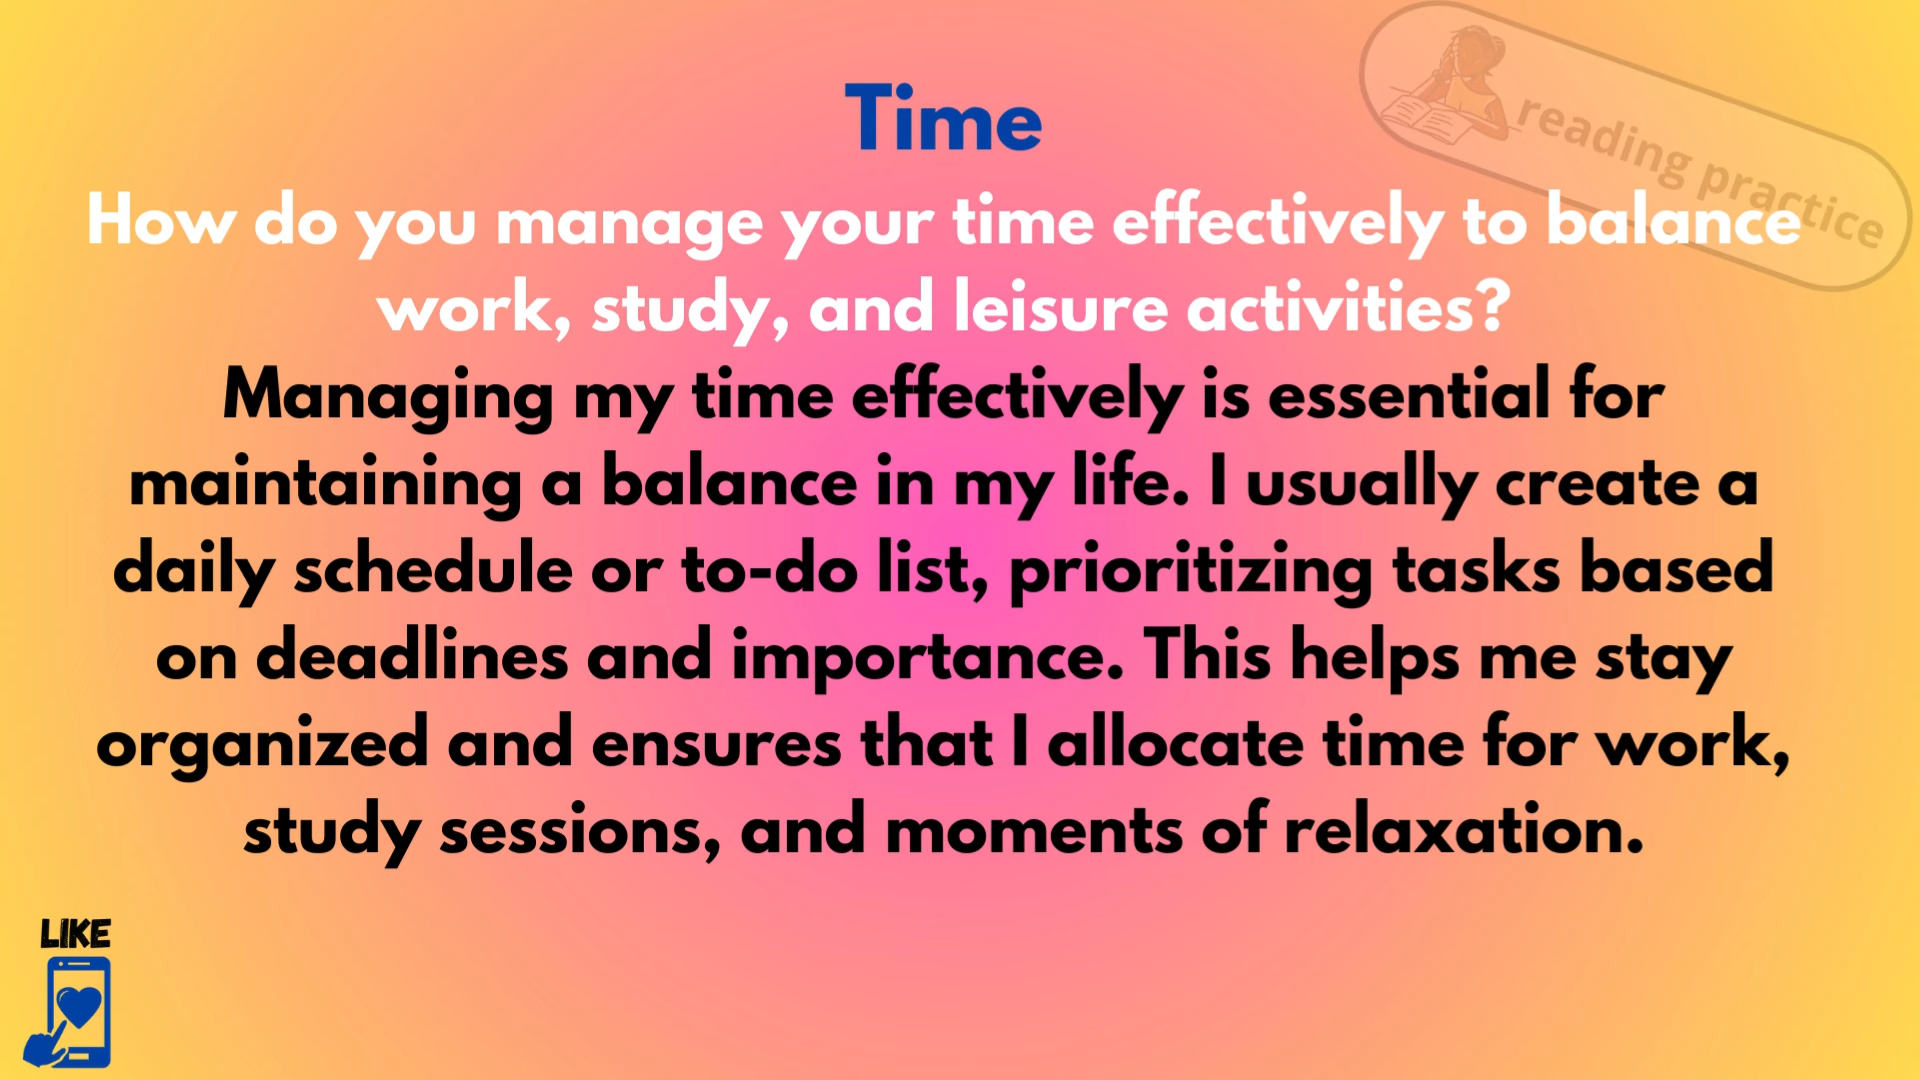 Time
reading practice
How do you manage your time effectively to balance
work, study, and leisure activities?
Managing my time effectively is essential for
maintaining a balance in my life. I usually create a
daily schedule or to-do list, prioritizing tasks based
on deadlines and importance. This helps me stay
organized and ensures that I allocate time for work,
study sessions, and moments of relaxation.
LIKE